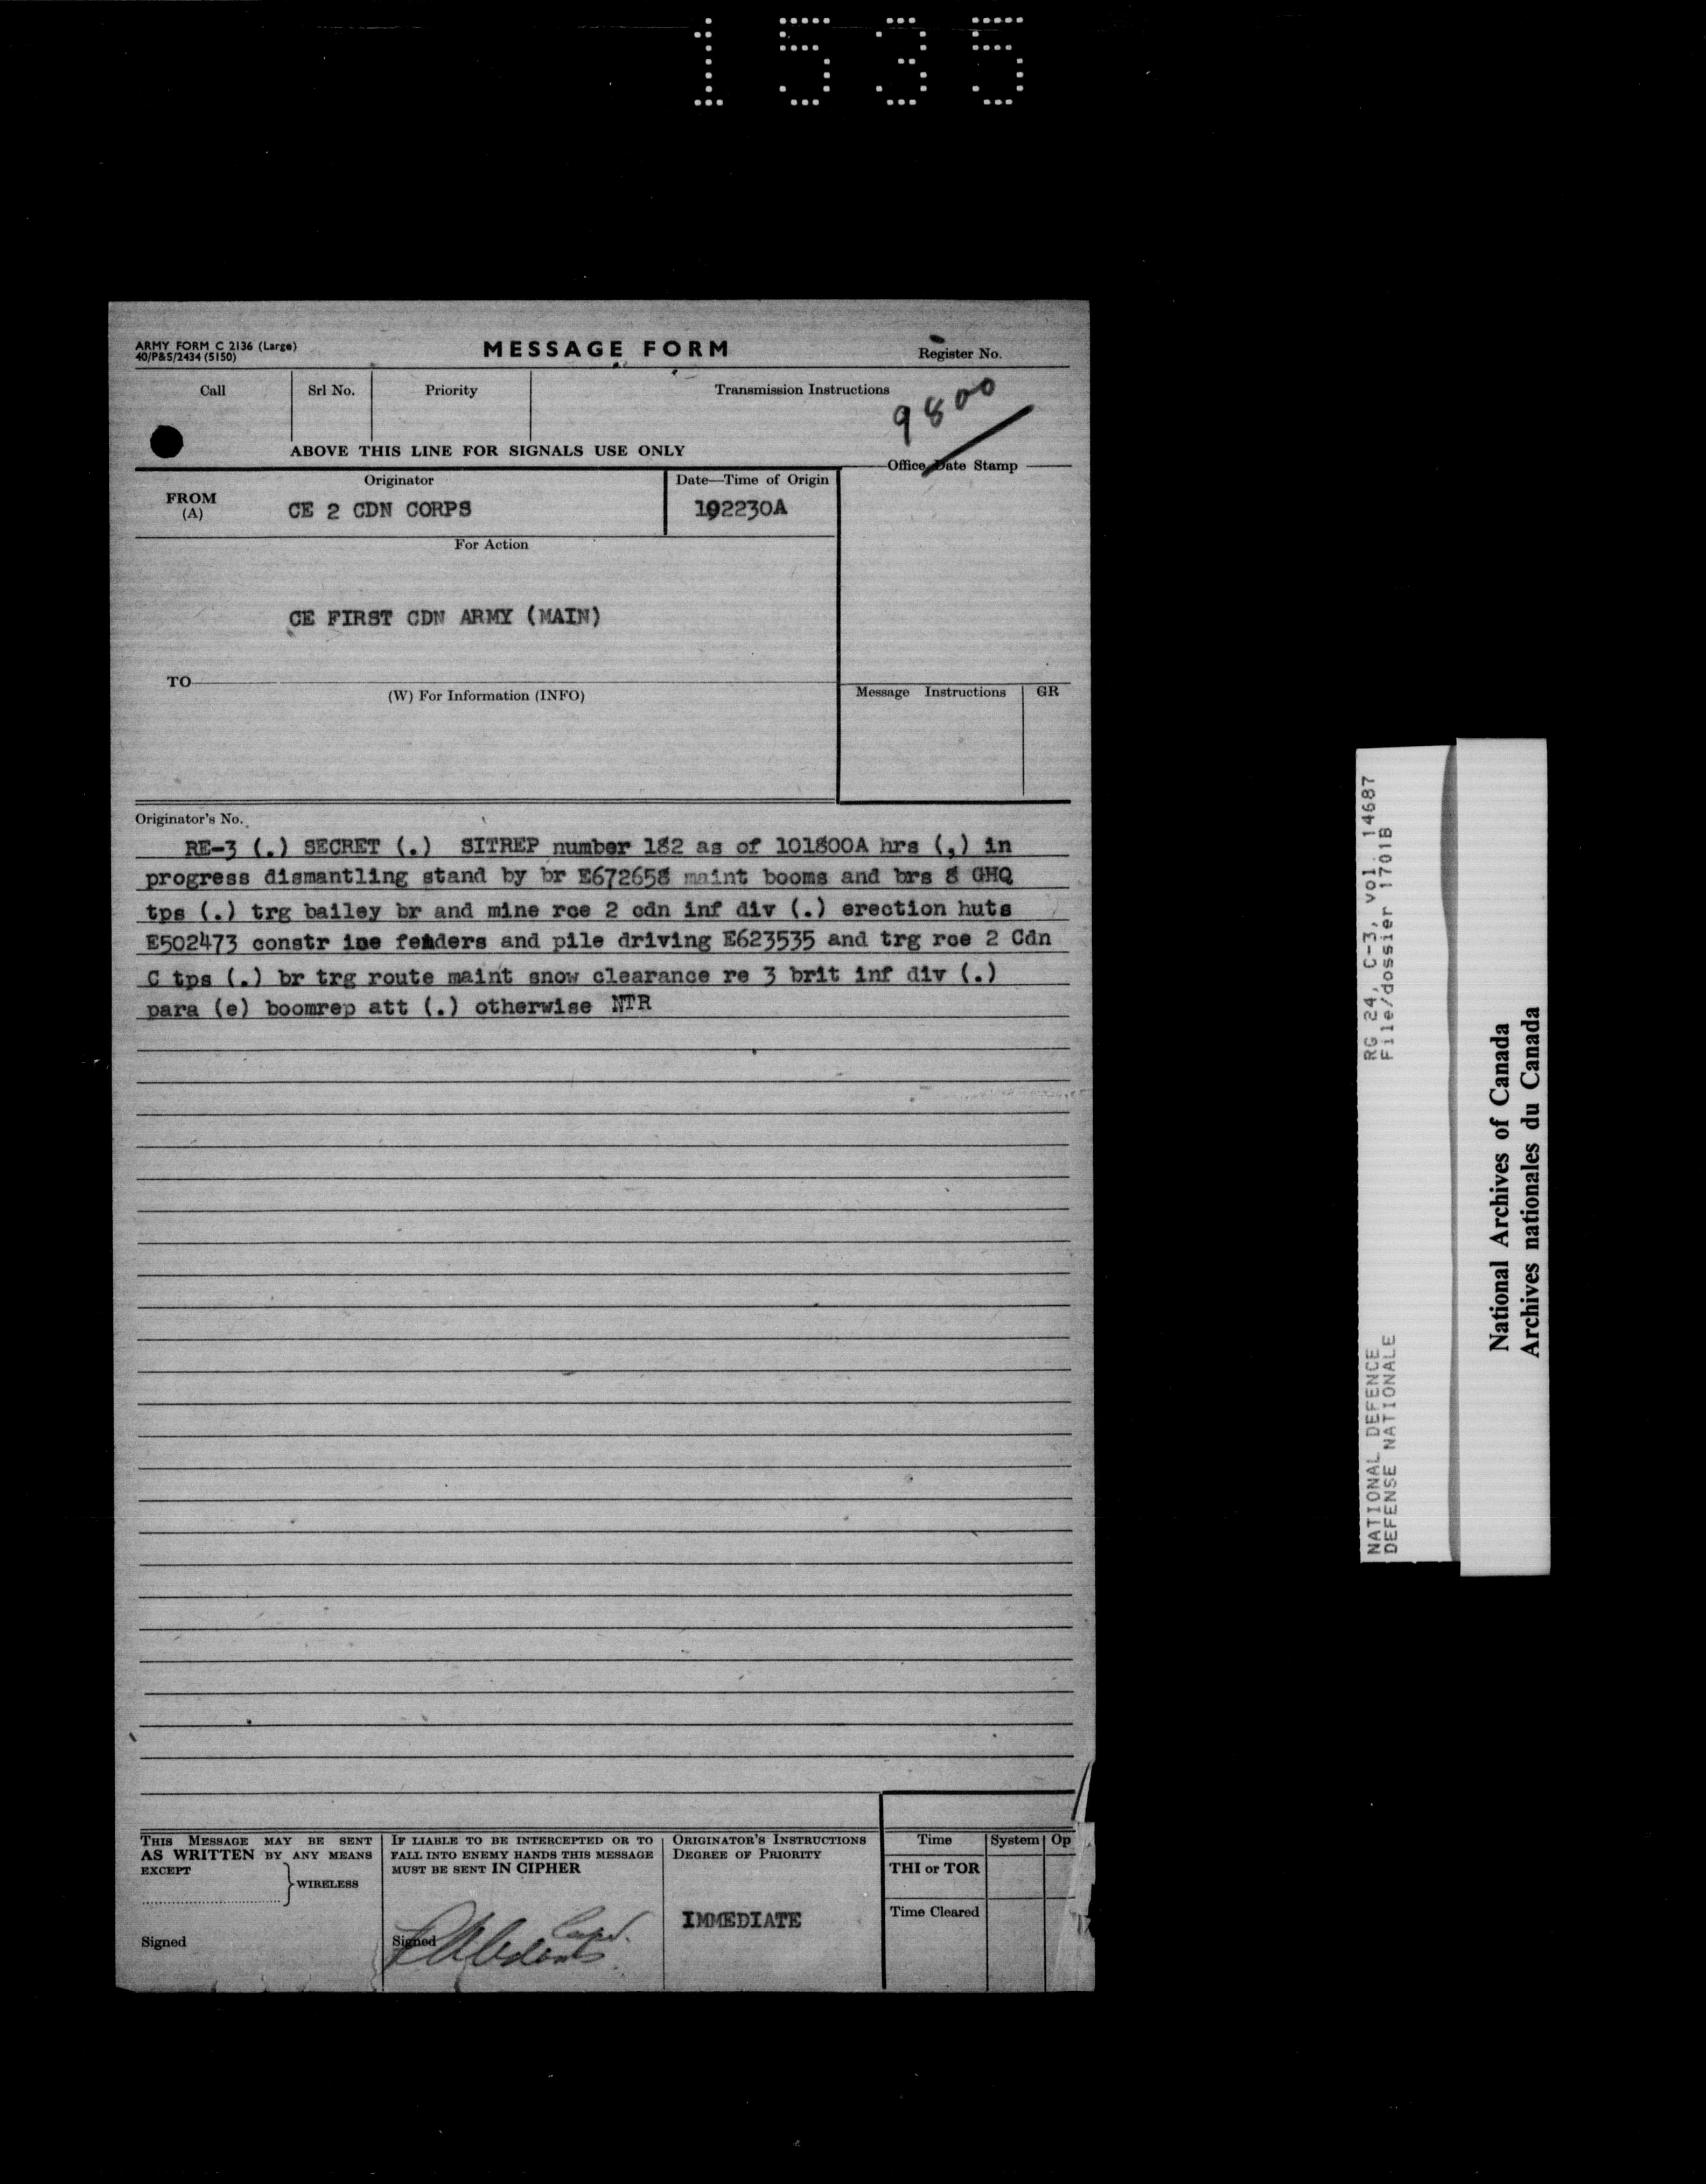 1535
ARMY FORM C 2136 (Large)
40/P&S/2434 (5150)
MESSAGE FORM
Register No.
Call
Srl No.
Priority
Transmission Instructions
9800
ABOVE THIS LINE FOR SIGNALS USE ONLY
Office Date Stamp
FROM
(A)
Originator
CE 2 CDN CORPS
Date—Time of Origin
192230A
For Action
CE FIRST CDN ARMY (MAIN)
TO
(W) For Information (INFO)
Message Instructions
GR
Originator's No.
RE-3 (.) SECRET (.) SITREP number 182 as of 101800A hrs (,) in
progress dismantling stand by br E672658 maint booms and brs 8 GHQ
tps (.) trg bailey br and mine rce 2 cdn inf div (.) erection huts
E502473 constr ice fenders and pile driving E623535 and trg rce 2 Cdn
C tps (.) br trg route maint snow clearance re 3 brit inf div (.)
para (e) boomrep att (.) otherwise NTR
THIS MESSAGE MAY BE SENT
AS WRITTEN BY ANY MEANS
EXCEPT
WIRELESS
Signed
IF LIABLE TO BE INTERCEPTED OR TO
FALL INTO ENEMY HANDS THIS MESSAGE
MUST BE SENT IN CIPHER
Signed
Capt.
ORIGINATOR'S INSTRUCTIONS
DEGREE OF PRIORITY
IMMEDIATE
Time
System
Op
THI or TOR
Time Cleared
NATIONAL DEFENCE
DEFENSE NATIONALE
RG 24, C-3, vol. 14687
File/dossier 1701B
National Archives of Canada
Archives nationales du Canada